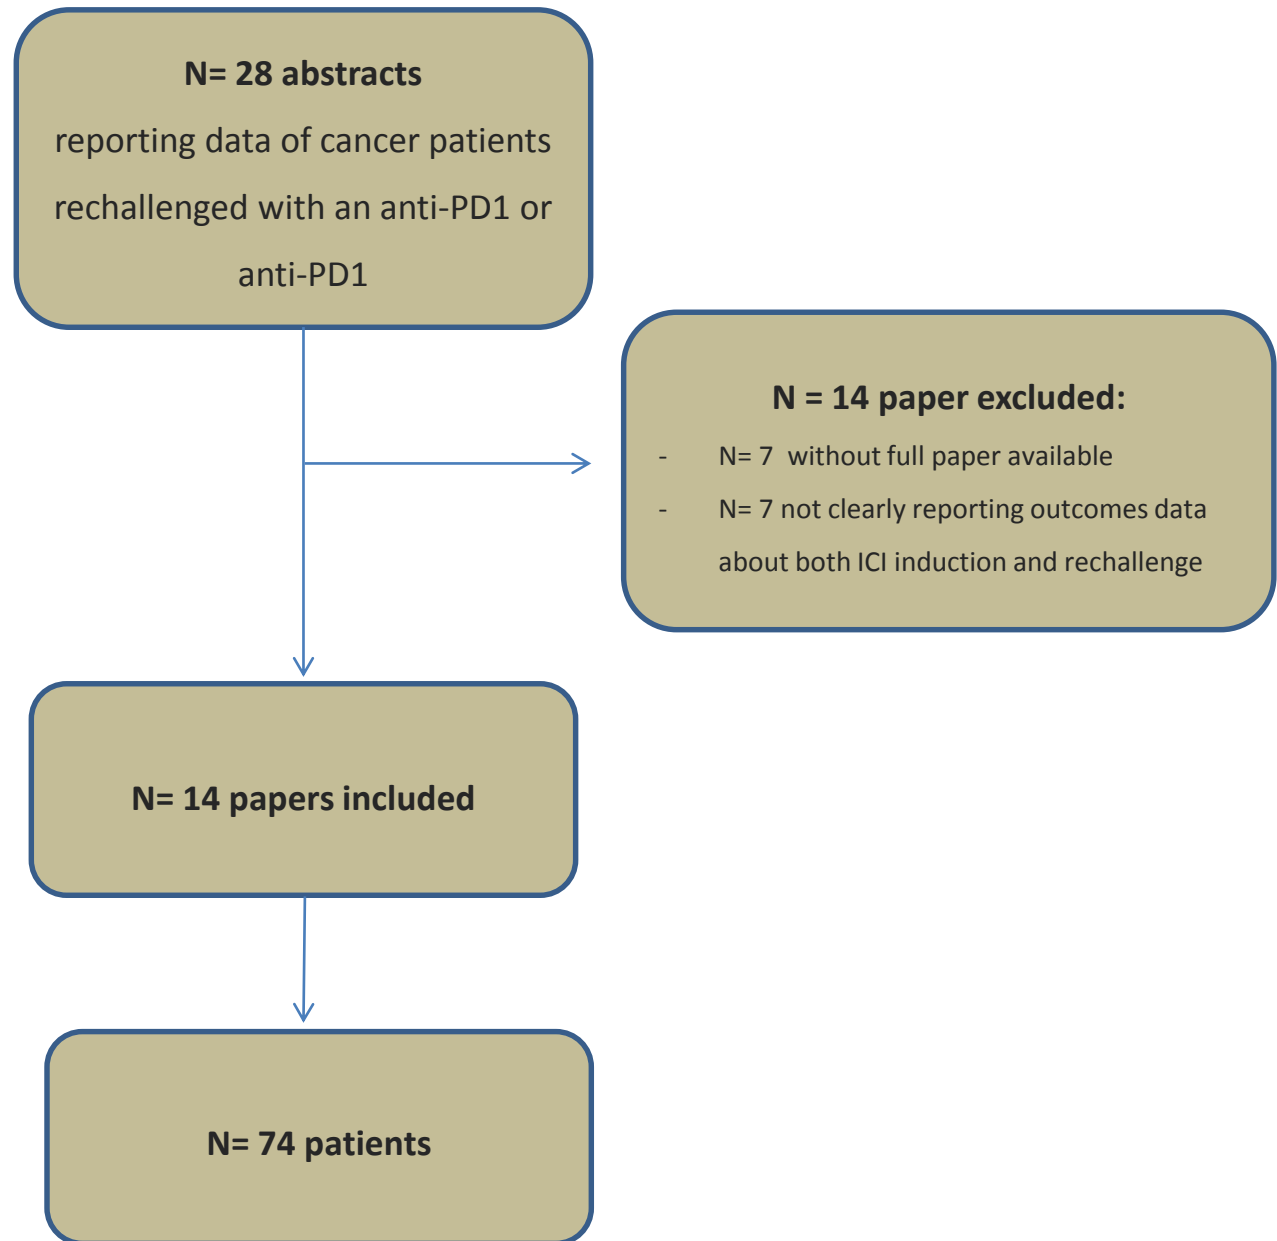 N= 28 abstracts
reporting data of cancer patients
rechallenged with an anti-PD1 or
anti-PD1
N = 14 paper excluded:
- N= 7 without full paper available
- N= 7 not clearly reporting outcomes data
about both ICI induction and rechallenge
N= 14 papers included
N= 74 patients